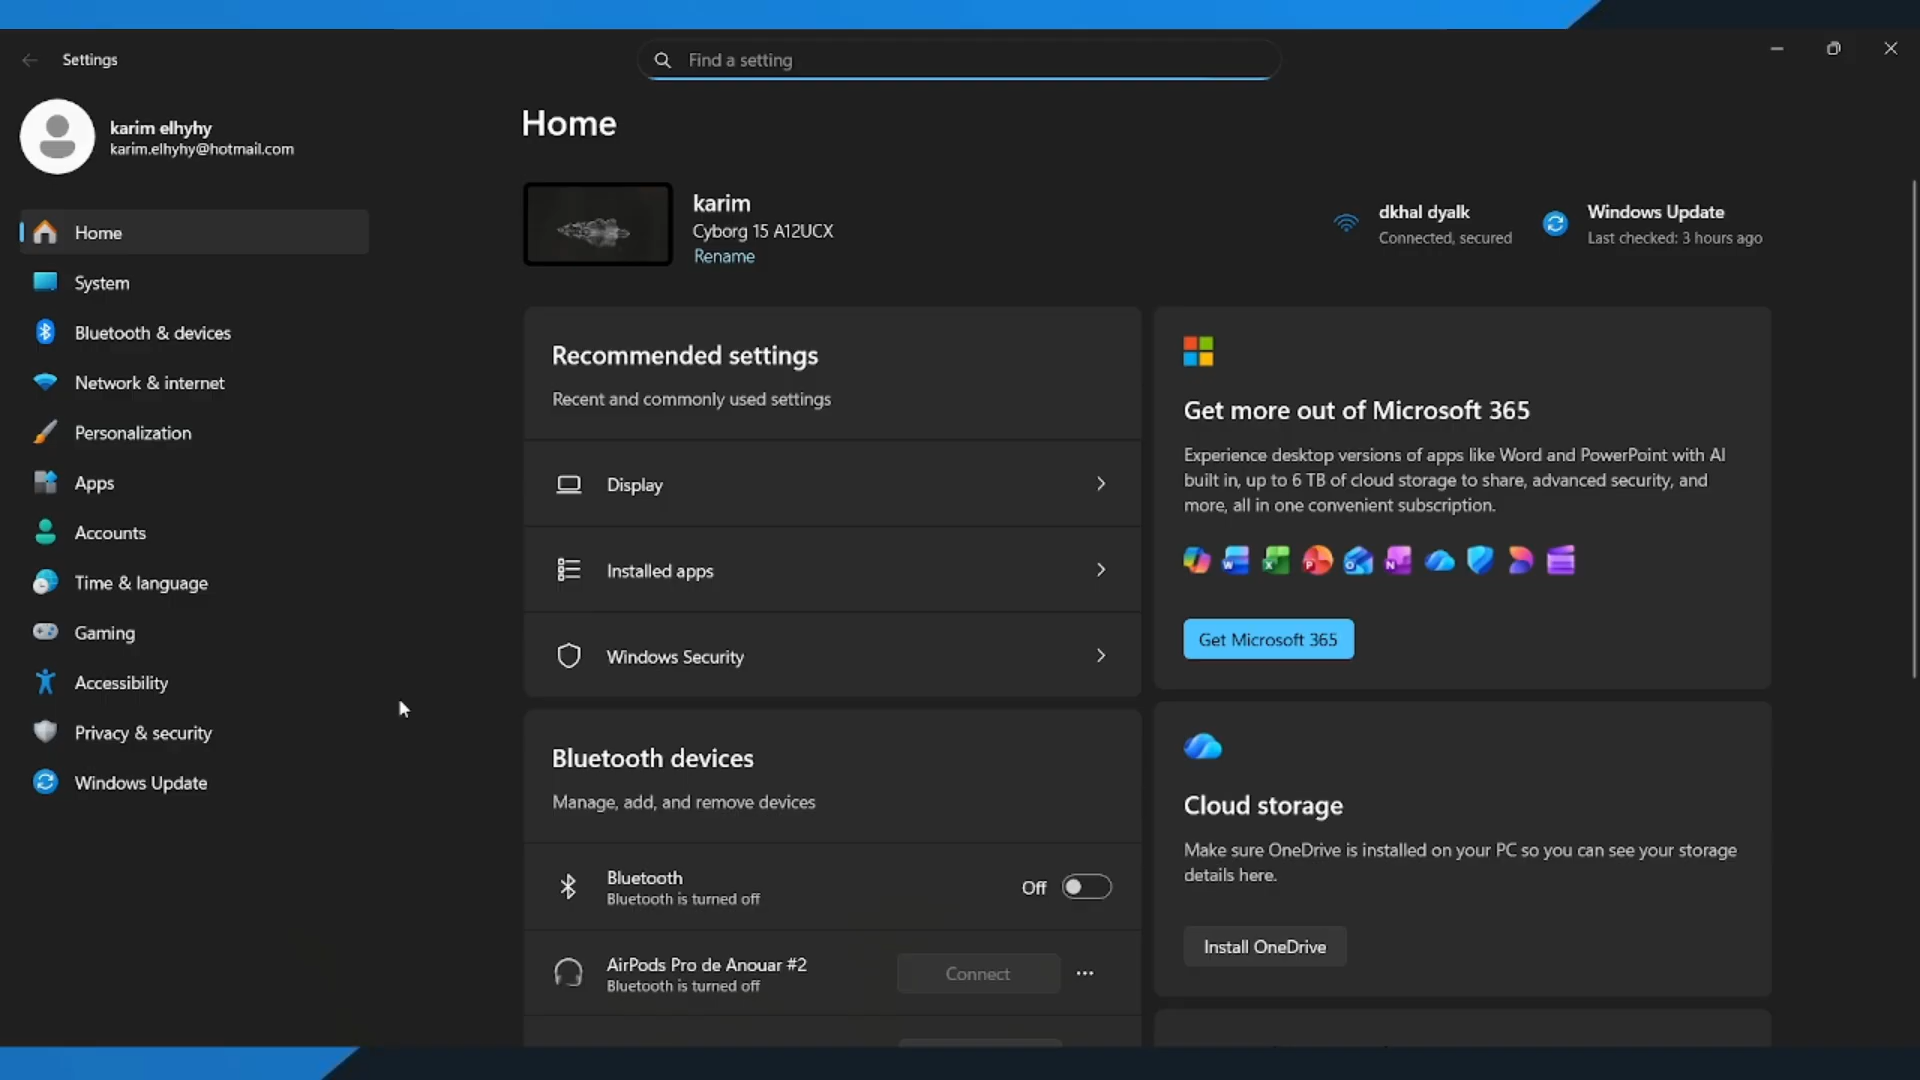 Settings
Find a setting
karim elhyhy
karim.elhyhy@hotmail.com
Home
System
Bluetooth & devices
Network & internet
Personalization
Apps
Accounts
Time & language
Gaming
Accessibility
Privacy & security
Windows Update
Home
karim
Cyborg 15 A12UCX
Rename
dkhal dyalk
Connected, secured
Windows Update
Last checked: 3 hours ago
Recommended settings
Recent and commonly used settings
Display
Installed apps
Windows Security
Bluetooth devices
Manage, add, and remove devices
Bluetooth
Bluetooth is turned off
Off
AirPods Pro de Anouar #2
Bluetooth is turned off
Connect
Get more out of Microsoft 365
Experience desktop versions of apps like Word and PowerPoint with AI
built in, up to 6 TB of cloud storage to share, advanced security, and
more, all in one convenient subscription.
Get Microsoft 365
Cloud storage
Make sure OneDrive is installed on your PC so you can see your storage
details here.
Install OneDrive